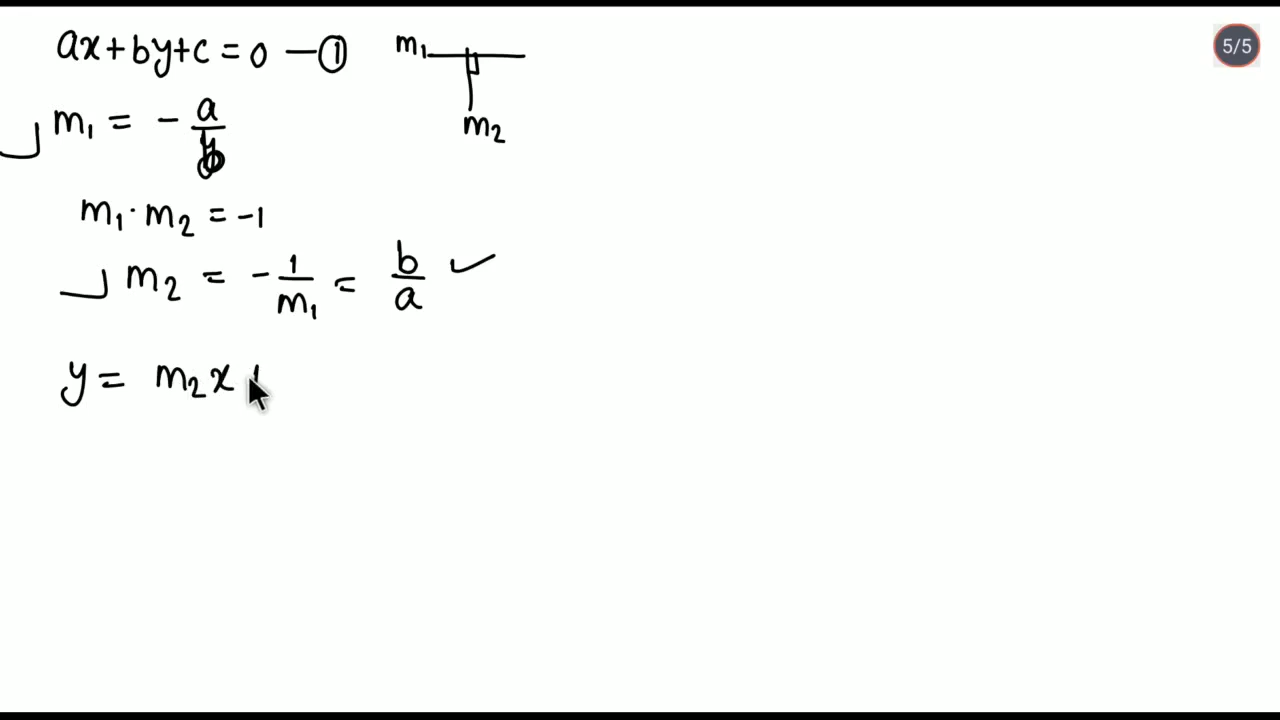 ax+by+c = 0 — ①
m₁
5/5
m₂
m₁ = - a/b
m₁ · m₂ = -1
m₂ = - 1/m₁ = b/a ✓
y = m₂x